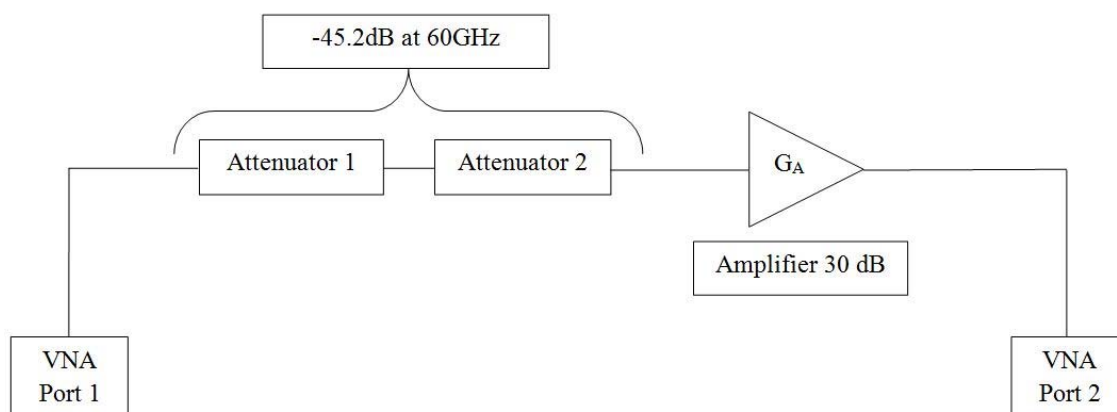 -45.2dB at 60GHz
Attenuator 1
Attenuator 2
GA
Amplifier 30 dB
VNA
Port 1
VNA
Port 2